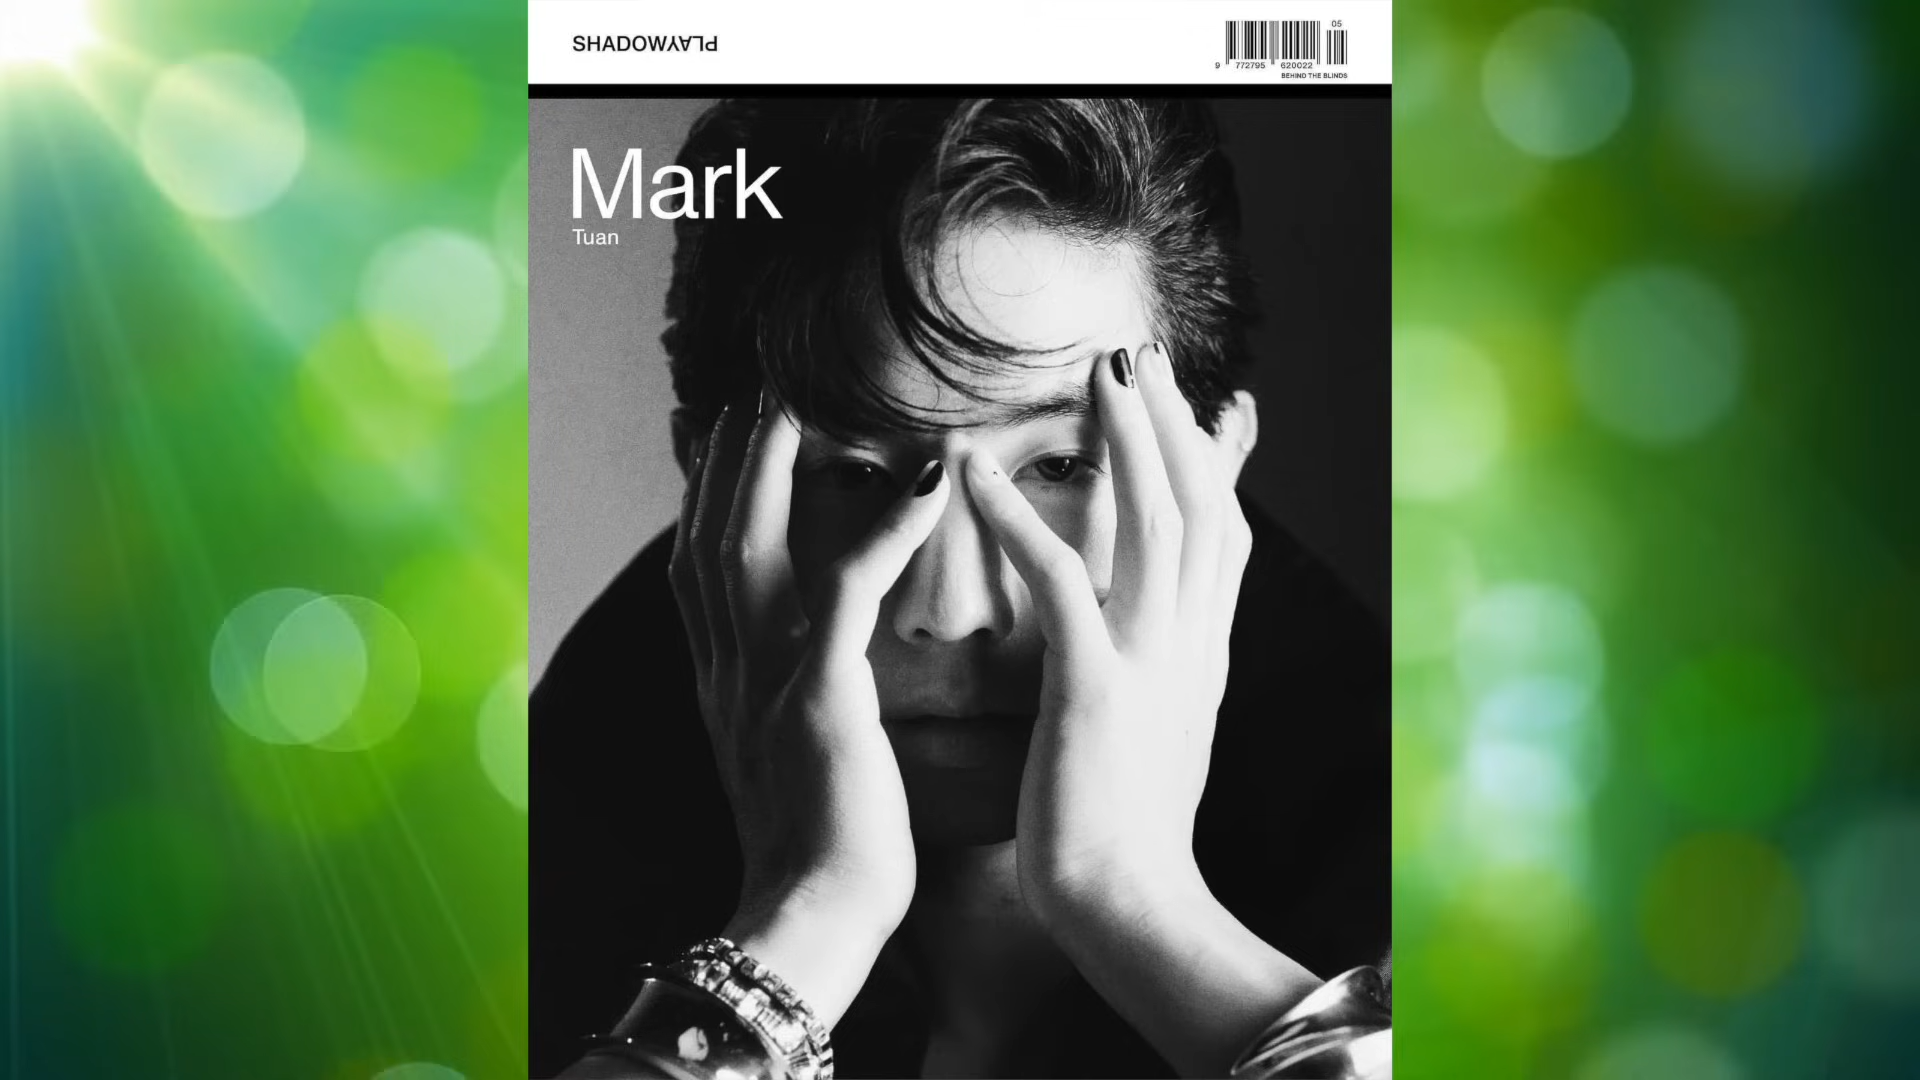 SHADOWPLAY
05
9 772795 620022
BEHIND THE BLINDS
Mark
Tuan